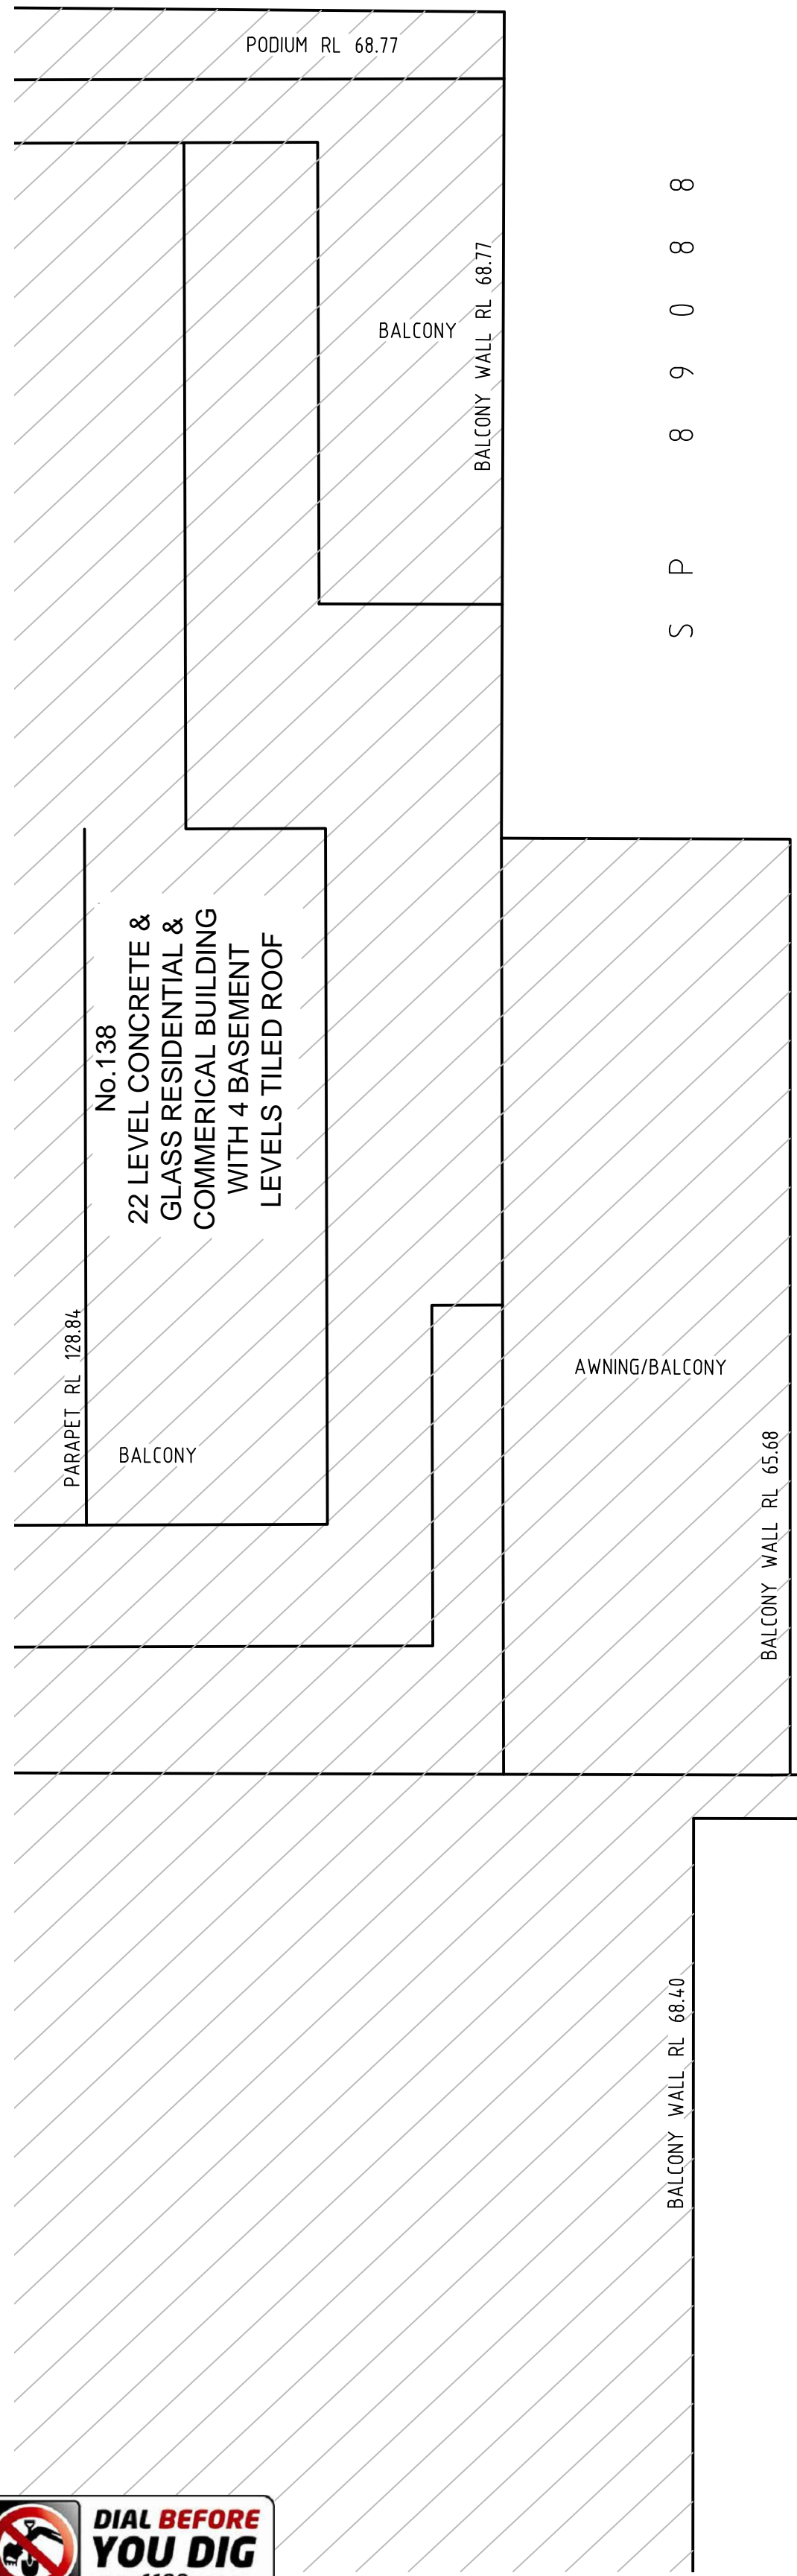 PODIUM RL 68.77
BALCONY
BALCONY WALL RL 68.77
SP 89088
No.138
22 LEVEL CONCRETE &
GLASS RESIDENTIAL &
COMMERICAL BUILDING
WITH 4 BASEMENT
LEVELS TILED ROOF
PARAPET RL 128.84
BALCONY
AWNING/BALCONY
BALCONY WALL RL 65.68
BALCONY WALL RL 68.40
DIAL BEFORE
YOU DIG